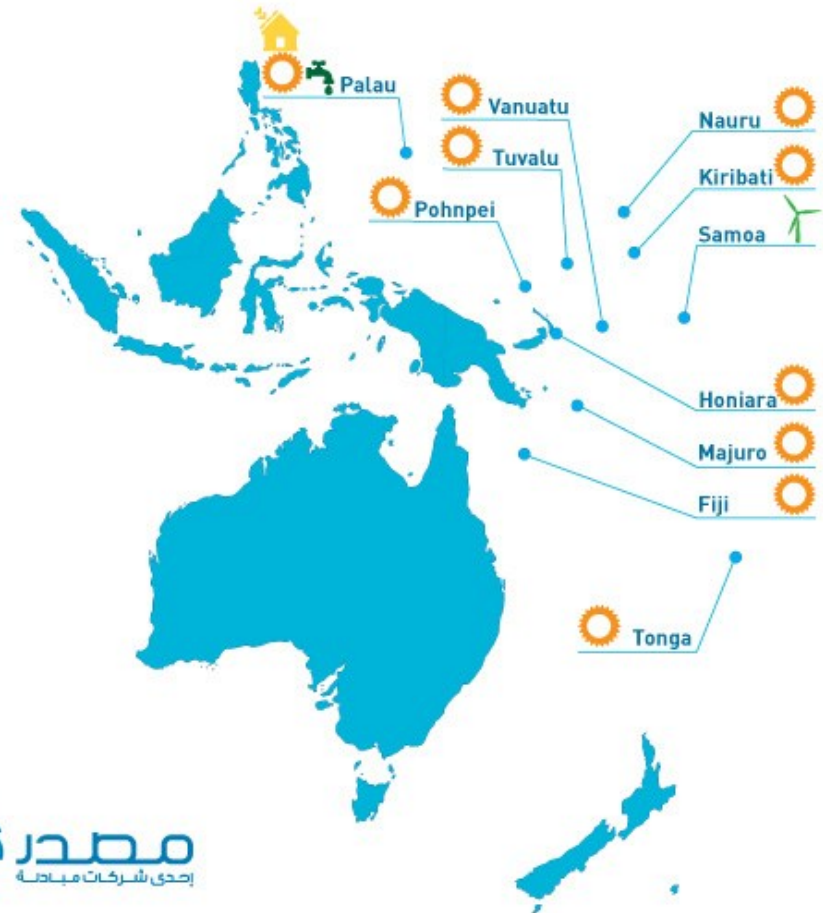 Palau
Vanuatu
Nauru
Tuvalu
Kiribati
Pohnpei
Samoa
Honiara
Majuro
Fiji
Tonga
مصدر
إحدى شركات مبادلة